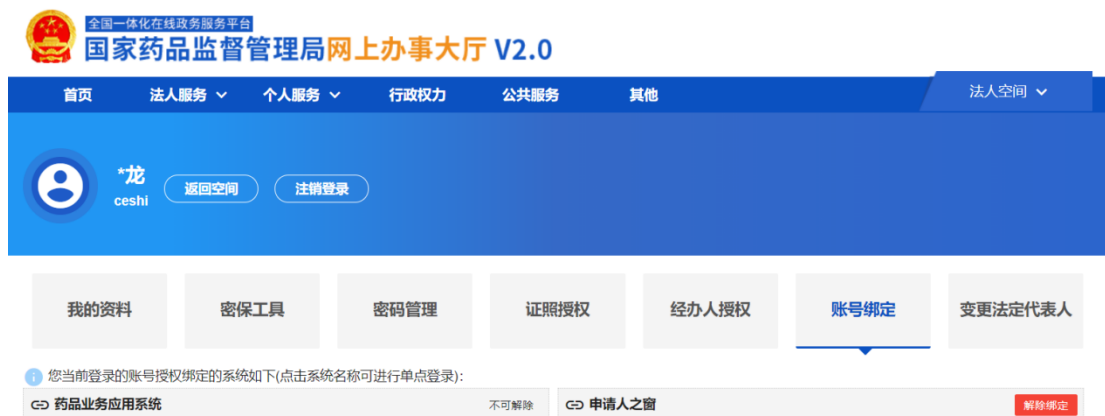 全国一体化在线政务服务平台
国家药品监督管理局网上办事大厅 V2.0
首页 法人服务 个人服务 行政权力 公共服务 其他 法人空间
*龙
ceshi
返回空间 注销登录
我的资料 密保工具 密码管理 证照授权 经办人授权 账号绑定 变更法定代表人
您当前登录的账号授权绑定的系统如下(点击系统名称可进行单点登录):
药品业务应用系统 不可解除 申请人之窗 解除绑定